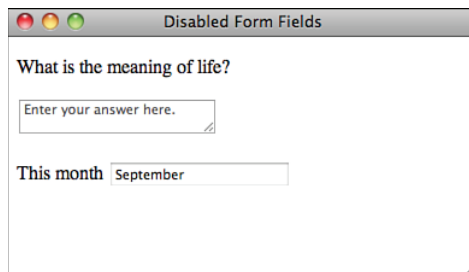 Disabled Form Fields
What is the meaning of life?
Enter your answer here.
This month September